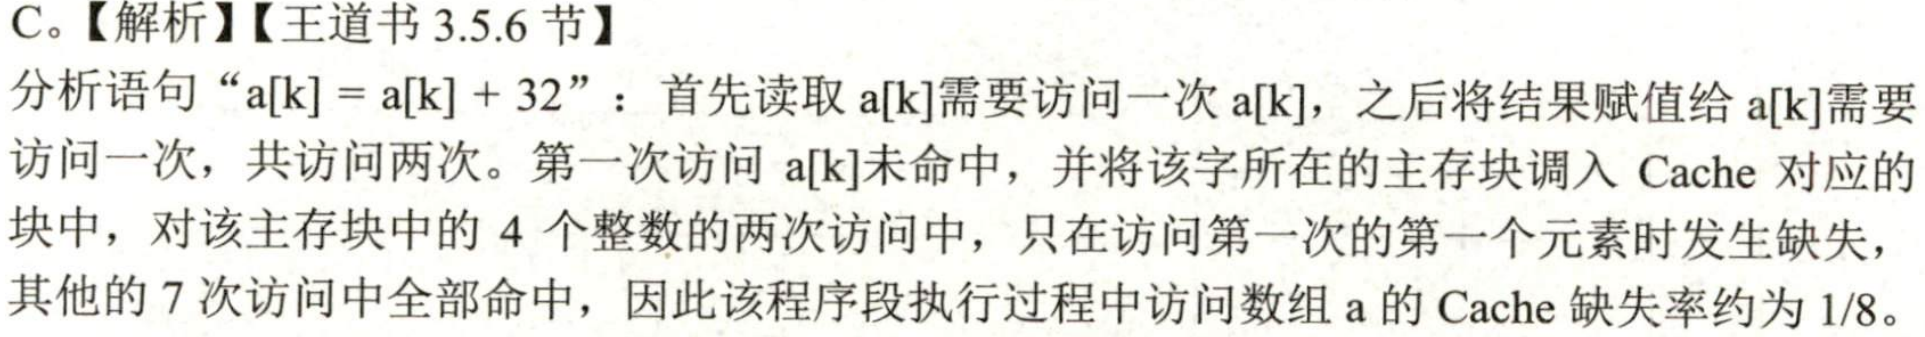 C。【解析】【王道书 3.5.6 节】
分析语句“a[k] = a[k] + 32”：首先读取 a[k]需要访问一次 a[k]，之后将结果赋值给 a[k]需要
访问一次，共访问两次。第一次访问 a[k]未命中，并将该字所在的主存块调入 Cache 对应的
块中，对该主存块中的 4 个整数的两次访问中，只在访问第一次的第一个元素时发生缺失，
其他的 7 次访问中全部命中，因此该程序段执行过程中访问数组 a 的 Cache 缺失率约为 1/8。